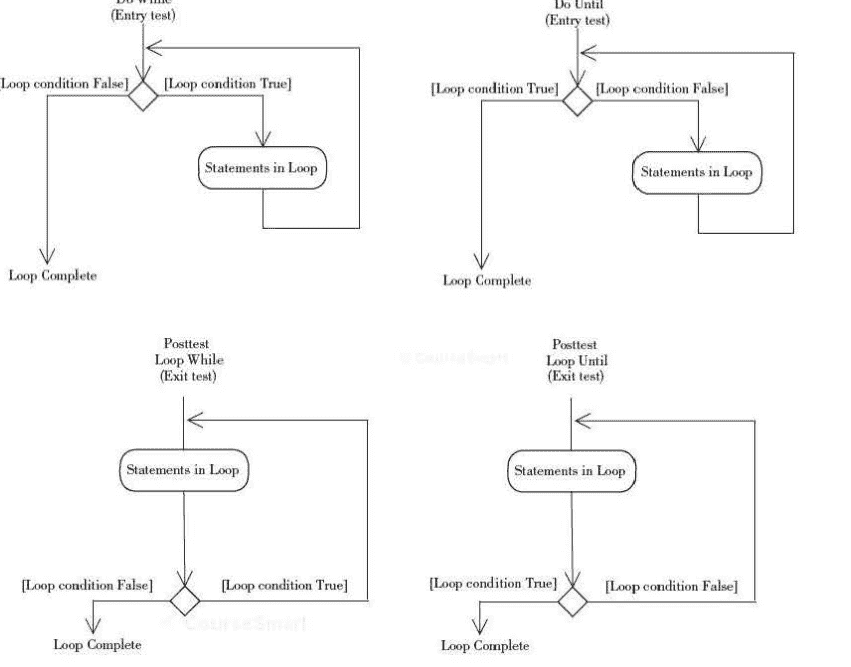 Do While
(Entry test)
[Loop condition False]
[Loop condition True]
Statements in Loop
Loop Complete
Do Until
(Entry test)
[Loop condition True]
[Loop condition False]
Statements in Loop
Loop Complete
Posttest
Loop While
(Exit test)
Statements in Loop
[Loop condition False]
[Loop condition True]
CourseSmart
Loop Complete
© CourseSmart
Posttest
Loop Until
(Exit test)
Statements in Loop
[Loop condition True]
[Loop condition False]
Loop Complete